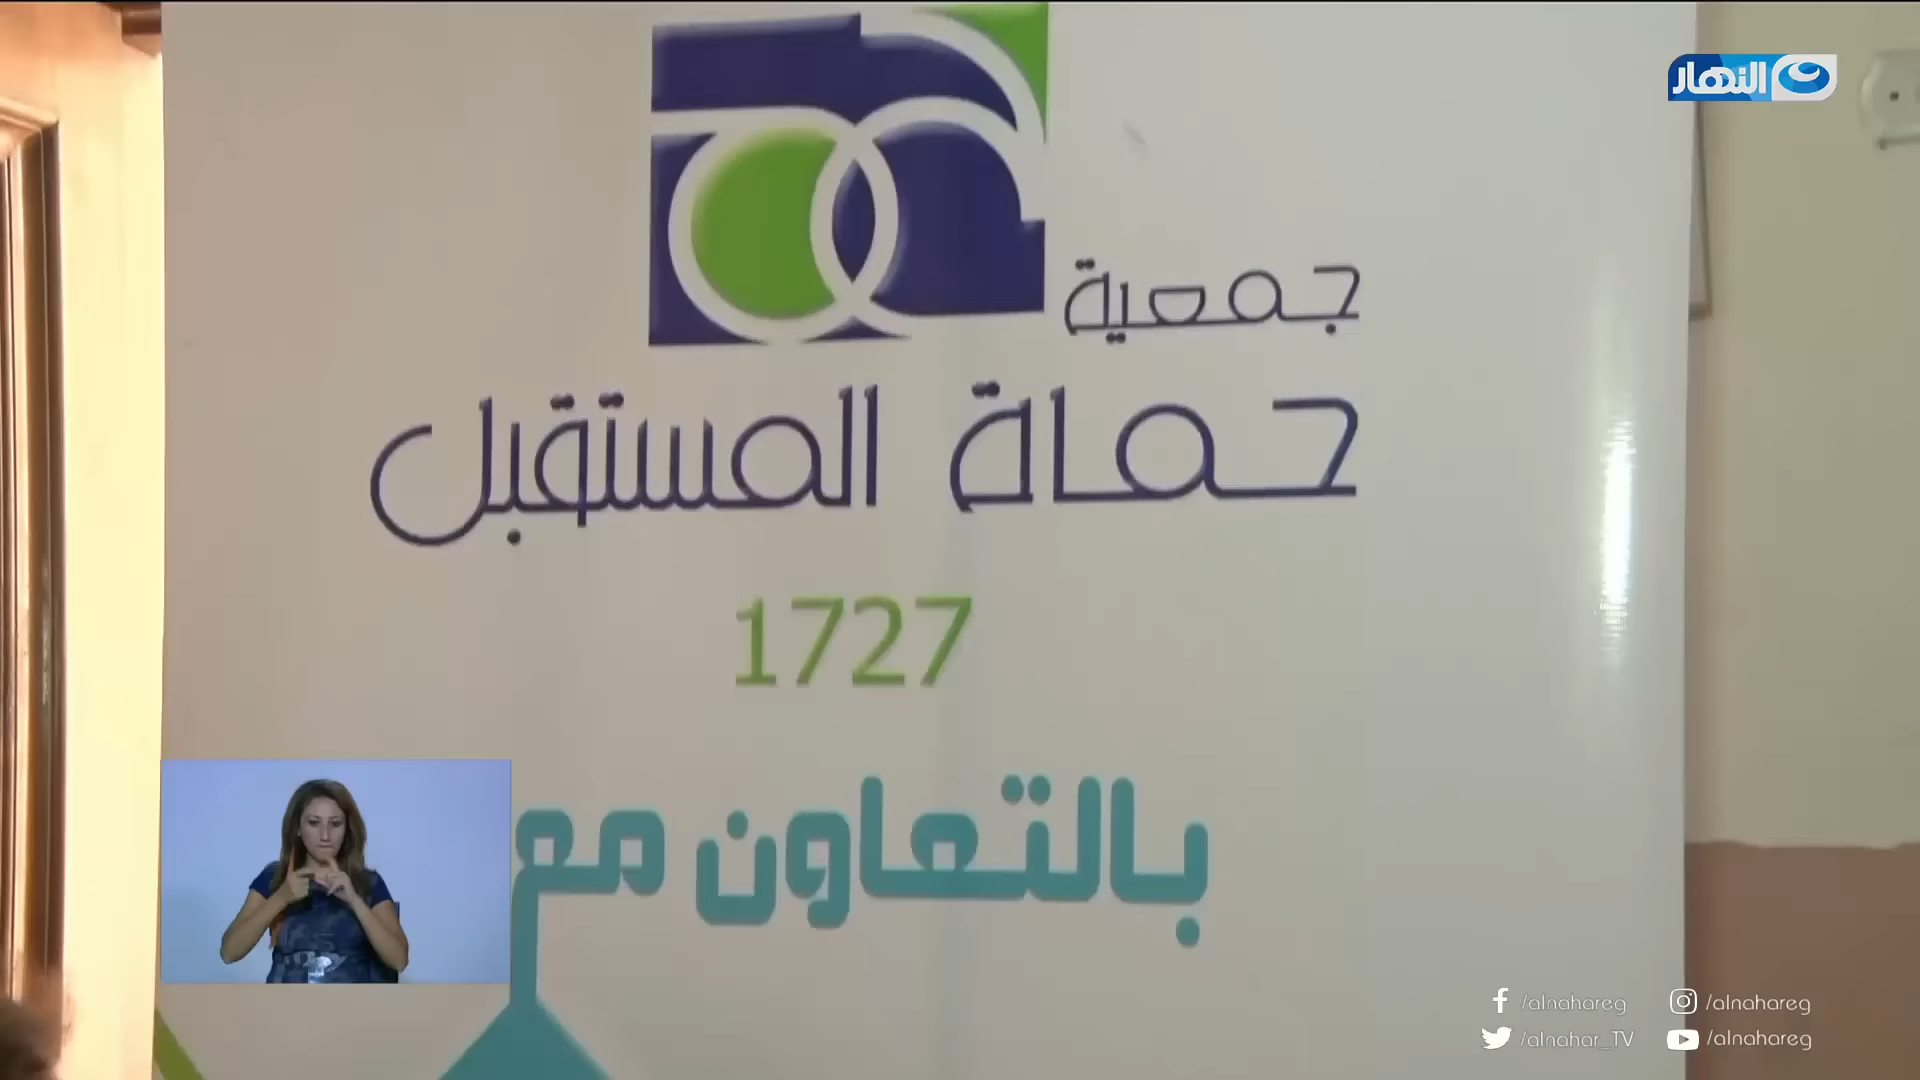 النهار
جمعية
حماة المستقبل
1727
بالتعاون مع
/alnahareg
/alnahareg
/alnahar_TV
/alnahareg